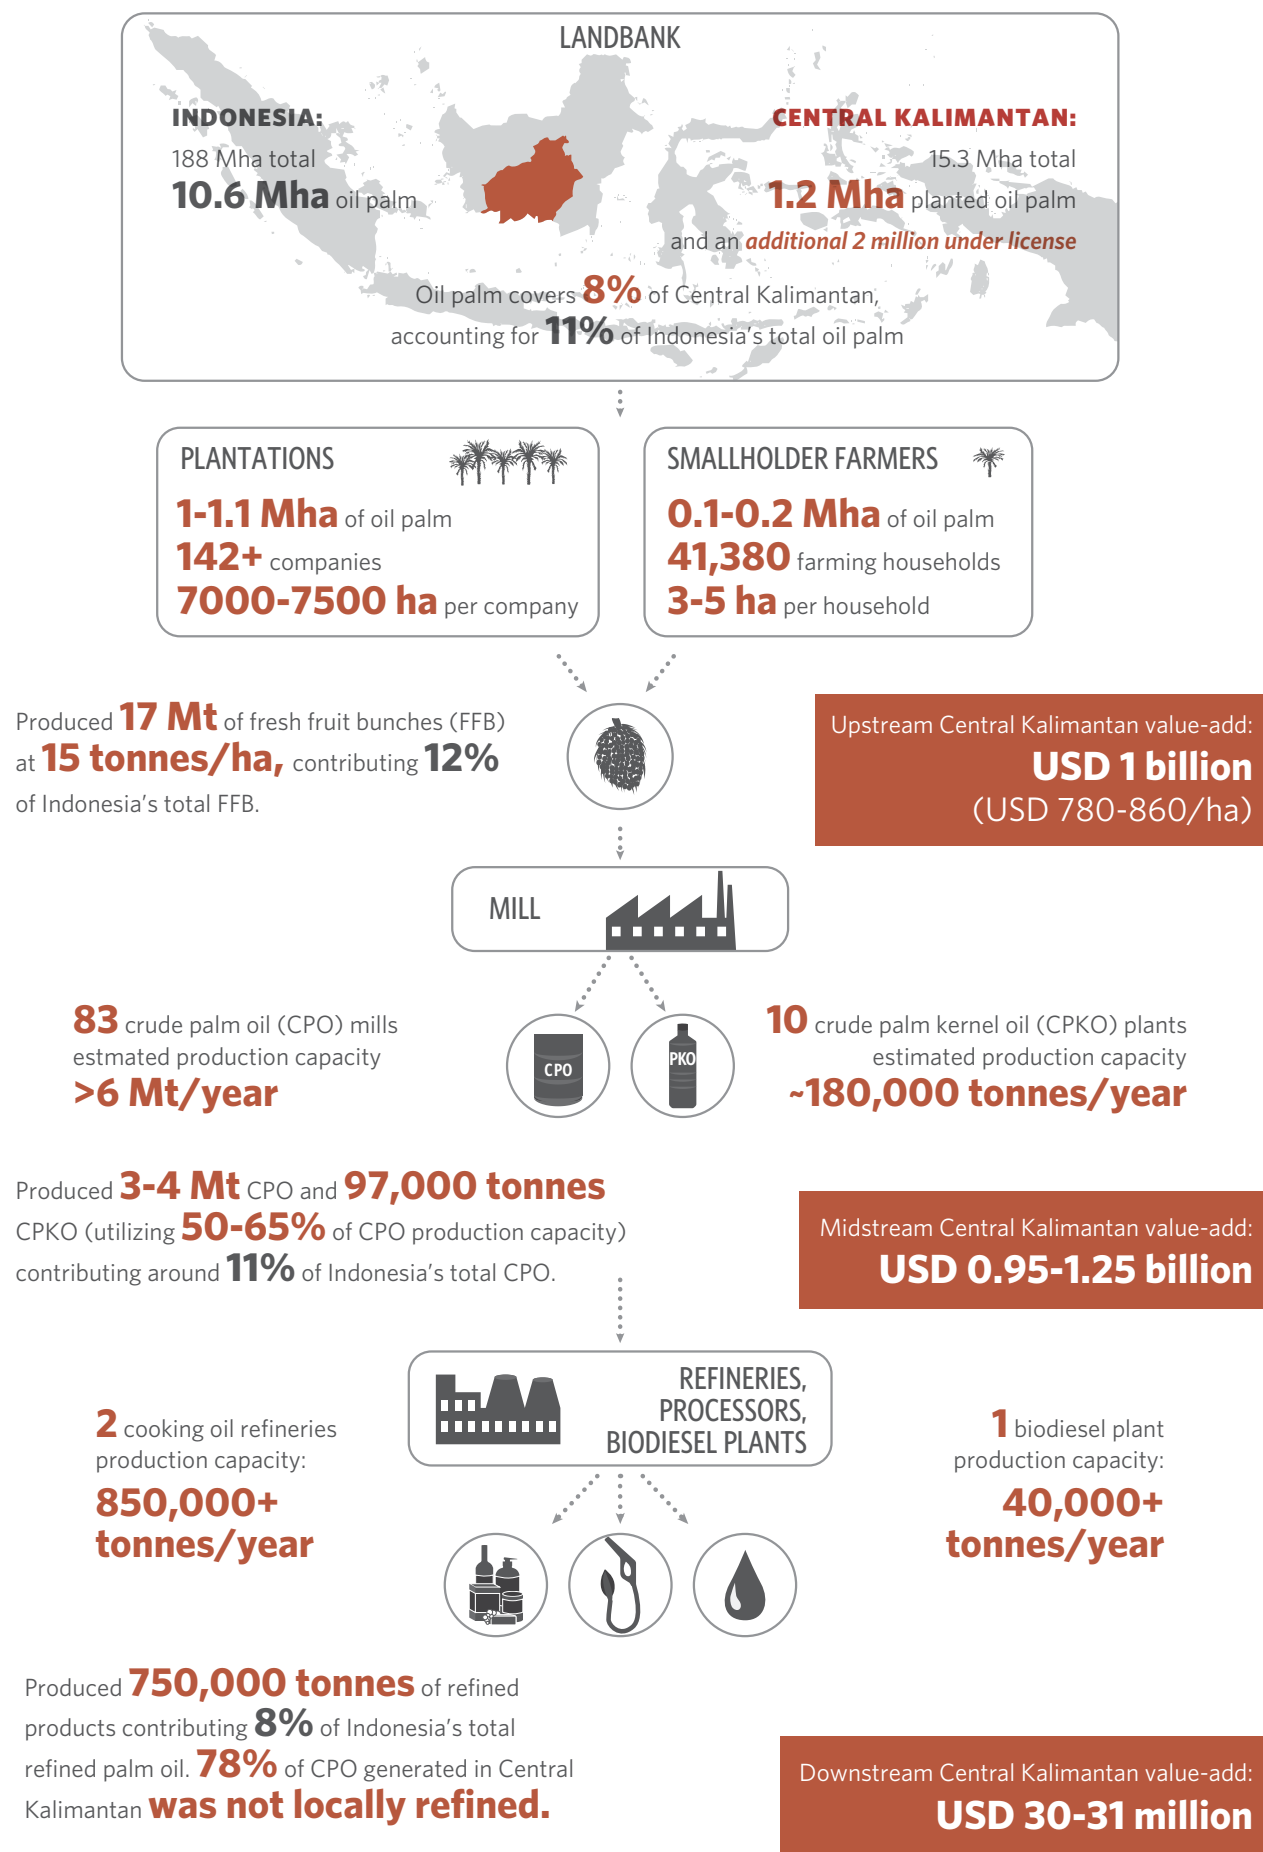 LANDBANK
INDONESIA:
188 Mha total
10.6 Mha oil palm
CENTRAL KALIMANTAN:
15.3 Mha total
1.2 Mha planted oil palm
and an additional 2 million under license
Oil palm covers 8% of Central Kalimantan,
accounting for 11% of Indonesia's total oil palm
PLANTATIONS
1-1.1 Mha of oil palm
142+ companies
7000-7500 ha per company
SMALLHOLDER FARMERS
0.1-0.2 Mha of oil palm
41,380 farming households
3-5 ha per household
Produced 17 Mt of fresh fruit bunches (FFB)
at 15 tonnes/ha, contributing 12%
of Indonesia's total FFB.
Upstream Central Kalimantan value-add:
USD 1 billion
(USD 780-860/ha)
MILL
83 crude palm oil (CPO) mills
estmated production capacity
>6 Mt/year
CPO
PKO
10 crude palm kernel oil (CPKO) plants
estimated production capacity
~180,000 tonnes/year
Produced 3-4 Mt CPO and 97,000 tonnes
CPKO (utilizing 50-65% of CPO production capacity)
contributing around 11% of Indonesia's total CPO.
Midstream Central Kalimantan value-add:
USD 0.95-1.25 billion
REFINERIES,
PROCESSORS,
BIODIESEL PLANTS
2 cooking oil refineries
production capacity:
850,000+
tonnes/year
1 biodiesel plant
production capacity:
40,000+
tonnes/year
Produced 750,000 tonnes of refined
products contributing 8% of Indonesia's total
refined palm oil. 78% of CPO generated in Central
Kalimantan was not locally refined.
Downstream Central Kalimantan value-add:
USD 30-31 million